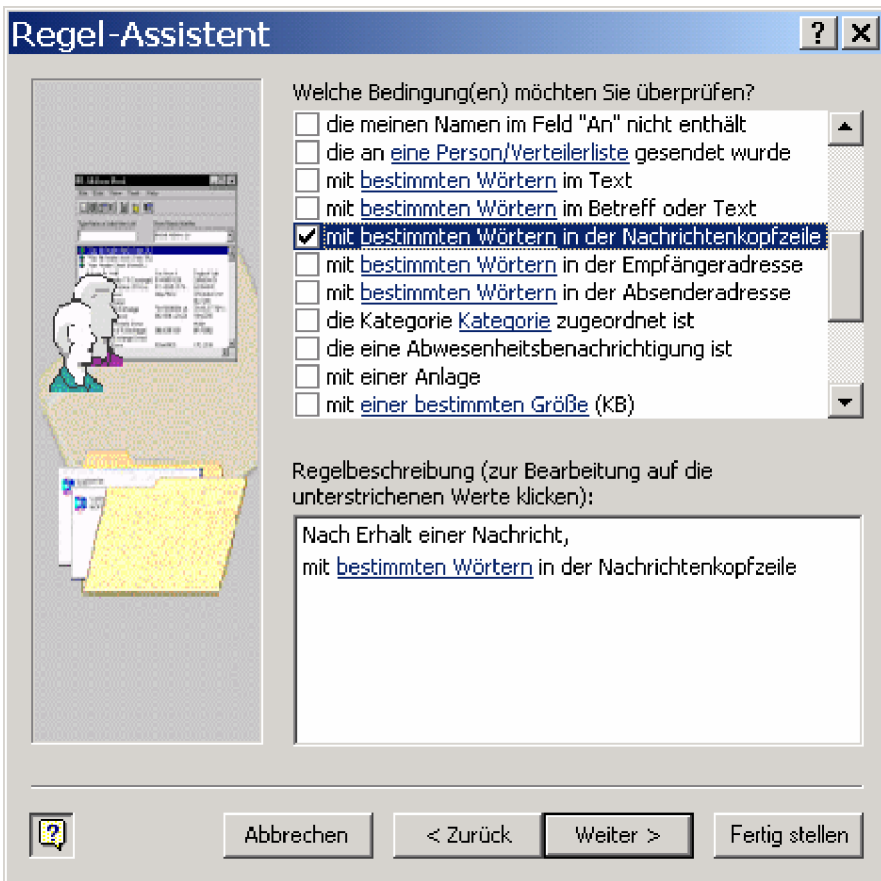 Regel-Assistent
Welche Bedingung(en) möchten Sie überprüfen?
die meinen Namen im Feld "An" nicht enthält
die an eine Person/Verteilerliste gesendet wurde
mit bestimmten Wörtern im Text
mit bestimmten Wörtern im Betreff oder Text
mit bestimmten Wörtern in der Nachrichtenkopfzeile
mit bestimmten Wörtern in der Empfängeradresse
mit bestimmten Wörtern in der Absenderadresse
die Kategorie Kategorie zugeordnet ist
die eine Abwesenheitsbenachrichtigung ist
mit einer Anlage
mit einer bestimmten Größe (KB)
Regelbeschreibung (zur Bearbeitung auf die
unterstrichenen Werte klicken):
Nach Erhalt einer Nachricht,
mit bestimmten Wörtern in der Nachrichtenkopfzeile
Abbrechen
< Zurück
Weiter >
Fertig stellen